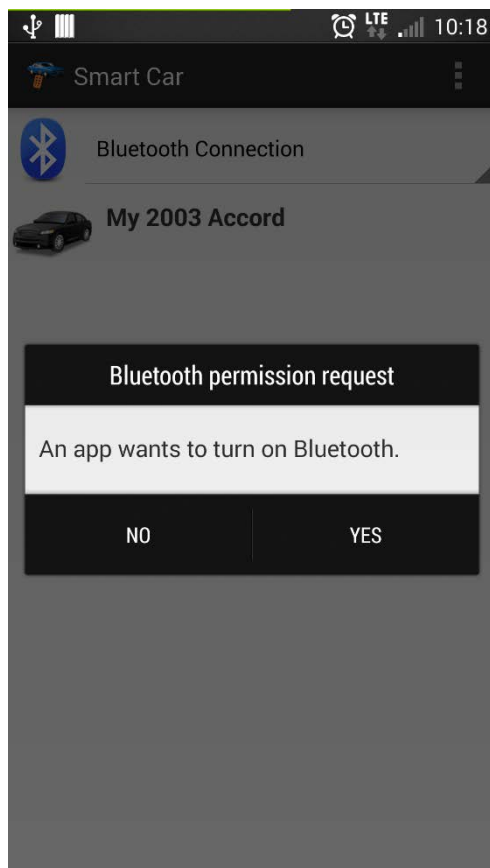 LTE 10:18
Smart Car
Bluetooth Connection
My 2003 Accord
Bluetooth permission request
An app wants to turn on Bluetooth.
NO YES